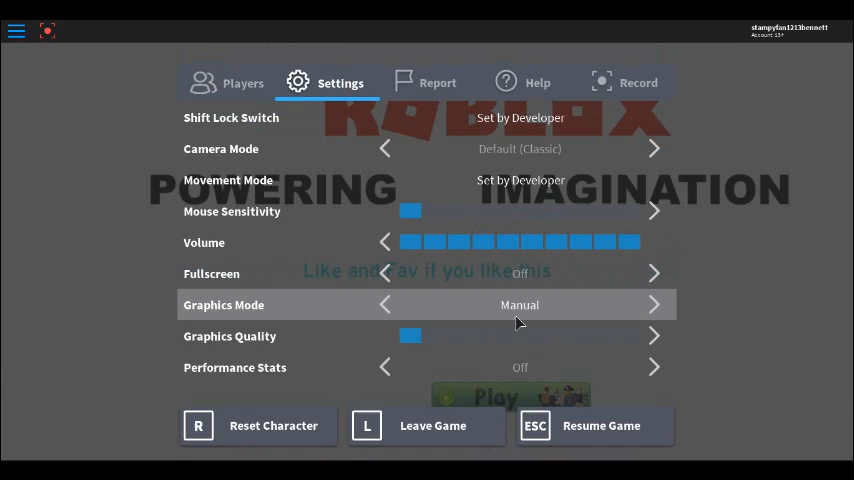 stampyfan1213bennett
Account: 13+
Players
Settings
Report
Help
Record
ROBLOX
Shift Lock Switch
Set by Developer
Camera Mode
Default (Classic)
POWERING IMAGINATION
Movement Mode
Set by Developer
Mouse Sensitivity
Volume
Like and Fav if you like this
Fullscreen
Off
Graphics Mode
Manual
Graphics Quality
Performance Stats
Off
Play
R
Reset Character
L
Leave Game
ESC
Resume Game